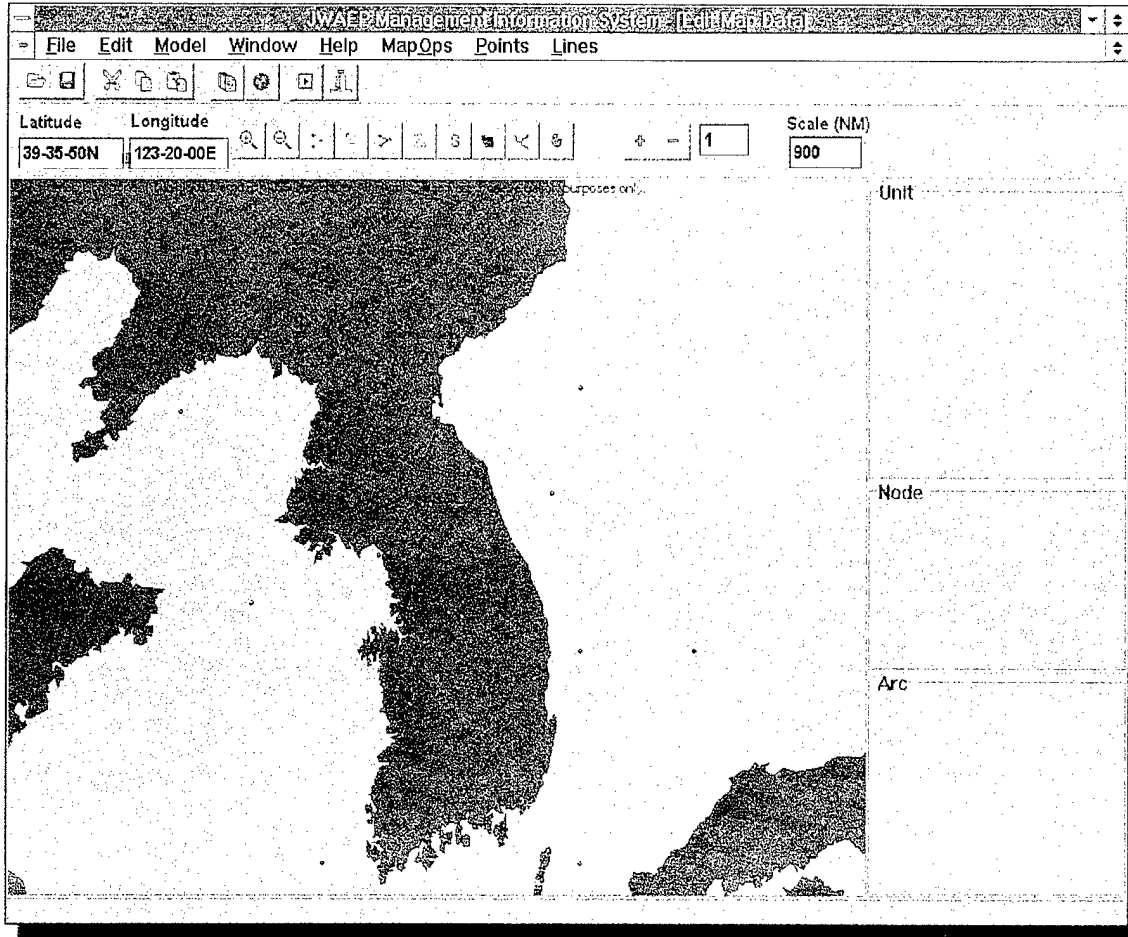 JWAEP Management Information System - [Edit Map Data]
File Edit Model Window Help MapOps Points Lines
Latitude Longitude Scale (NM)
39-35-50N 123-20-00E 1 900
purposes only.
Unit
Node
Arc